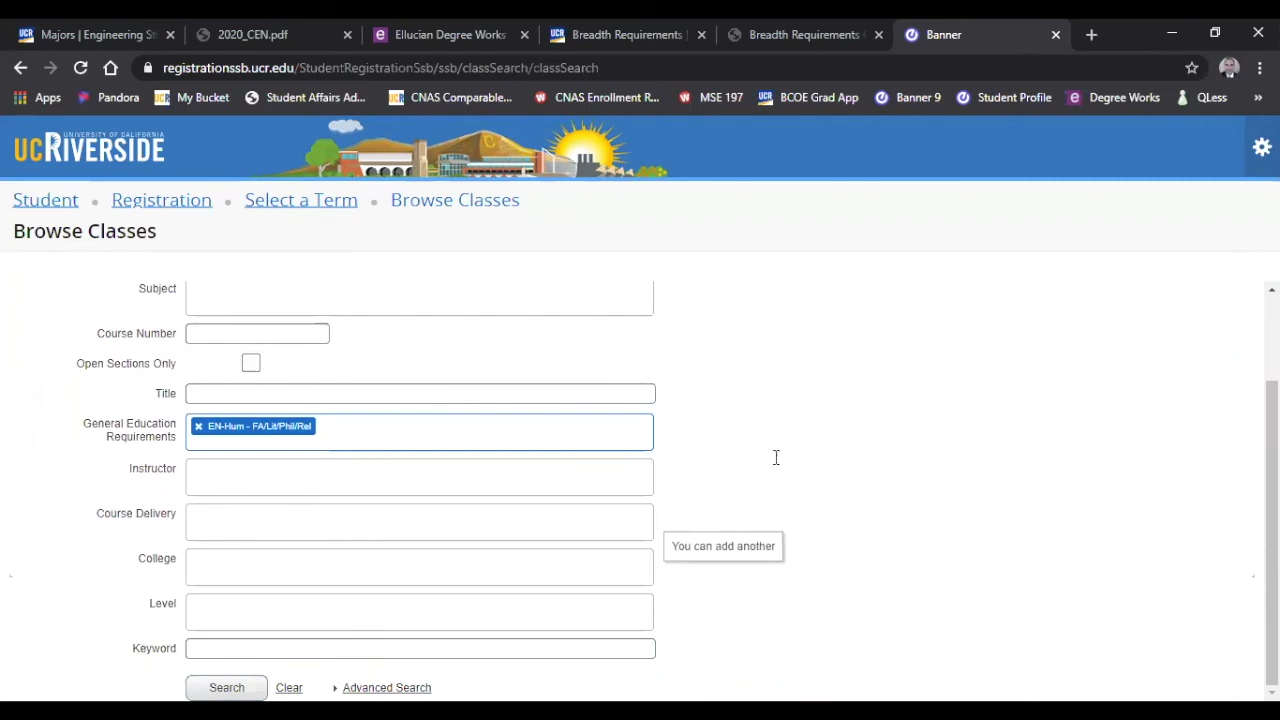 Majors | Engineering St
2020_CEN.pdf
Ellucian Degree Works
Breadth Requirements |
Breadth Requirements
Banner
registrationssb.ucr.edu/StudentRegistrationSsb/ssb/classSearch/classSearch
Apps
Pandora
My Bucket
Student Affairs Ad...
CNAS Comparable...
CNAS Enrollment R...
MSE 197
BCOE Grad App
Banner 9
Student Profile
Degree Works
QLess
»
UNIVERSITY OF CALIFORNIA
UCRIVERSIDE
Student • Registration • Select a Term • Browse Classes
Browse Classes
Subject
Course Number
Open Sections Only
Title
General Education
Requirements
EN-Hum - FA/Lit/Phil/Rel
Instructor
Course Delivery
You can add another
College
Level
Keyword
Search Clear Advanced Search